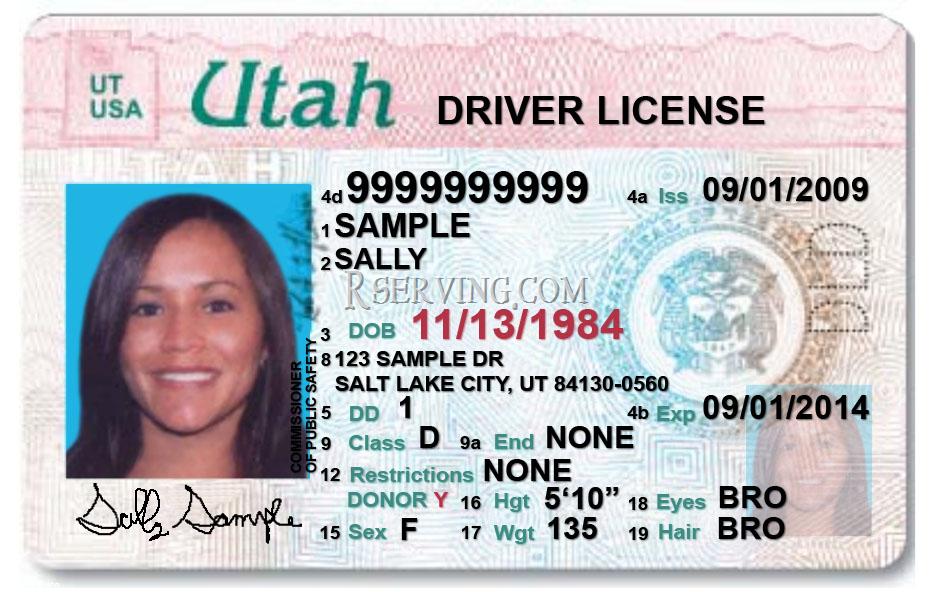 UT
USA
Utah DRIVER LICENSE
UTAH
4d 9999999999 4a Iss 09/01/2009
1 SAMPLE
2 SALLY
RSERVING.COM
3 DOB 11/13/1984
8 123 SAMPLE DR
SALT LAKE CITY, UT 84130-0560
5 DD 1 4b Exp 09/01/2014
9 Class D 9a End NONE
12 Restrictions NONE
DONOR Y 16 Hgt 5‘10” 18 Eyes BRO
15 Sex F 17 Wgt 135 19 Hair BRO
COMMISSIONER
OF PUBLIC SAFETY
Sally Sample